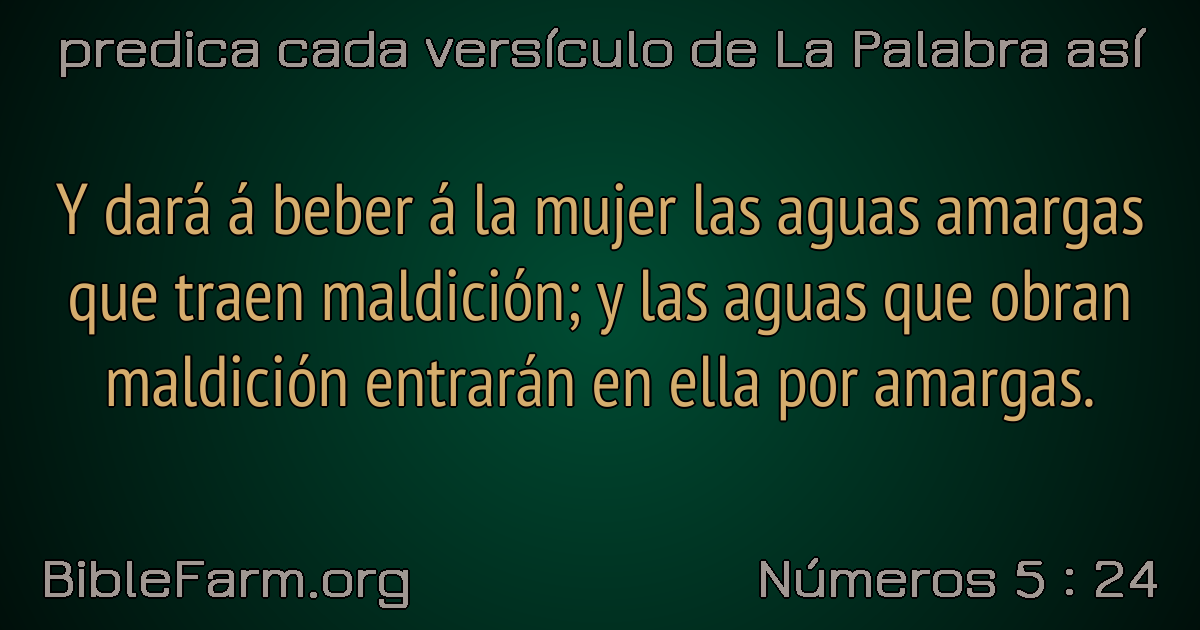 predica cada versículo de La Palabra así
Y dará á beber á la mujer las aguas amargas
que traen maldición; y las aguas que obran
maldición entrarán en ella por amargas.
BibleFarm.org
Números 5 : 24